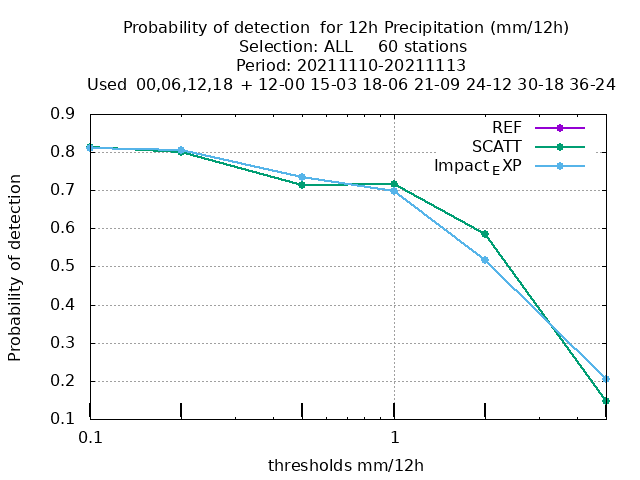 Probability of detection  for 12h Precipitation (mm/12h)
Selection: ALL     60 stations
Period: 20211110-20211113
Used  00,06,12,18  + 12-00 15-03 18-06 21-09 24-12 30-18 36-24
REF
SCATT
Impact_EXP
0.9
0.8
0.7
0.6
0.5
0.4
0.3
0.2
0.1
Probability of detection
0.1
1
thresholds mm/12h